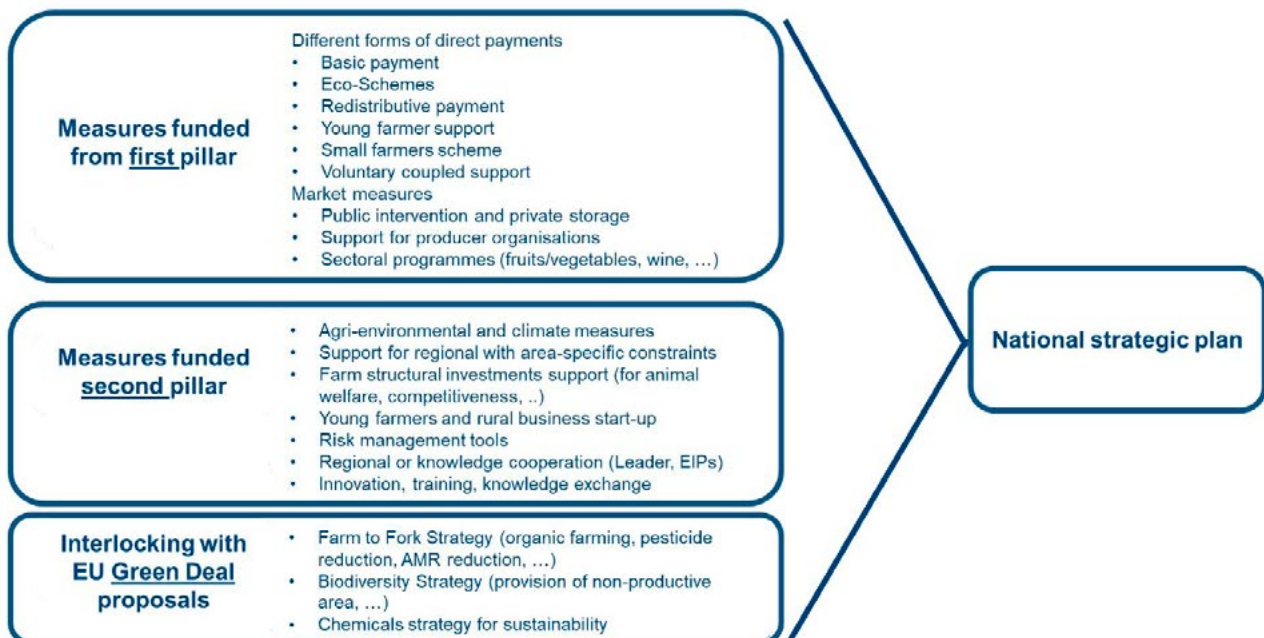 Measures funded
from first pillar
Different forms of direct payments
• Basic payment
• Eco-Schemes
• Redistributive payment
• Young farmer support
• Small farmers scheme
• Voluntary coupled support
Market measures
• Public intervention and private storage
• Support for producer organisations
• Sectoral programmes (fruits/vegetables, wine, …)
Measures funded
second pillar
• Agri-environmental and climate measures
• Support for regional with area-specific constraints
• Farm structural investments support (for animal
welfare, competitiveness, ..)
• Young farmers and rural business start-up
• Risk management tools
• Regional or knowledge cooperation (Leader, EIPs)
• Innovation, training, knowledge exchange
Interlocking with
EU Green Deal
proposals
• Farm to Fork Strategy (organic farming, pesticide
reduction, AMR reduction, …)
• Biodiversity Strategy (provision of non-productive
area, …)
• Chemicals strategy for sustainability
National strategic plan